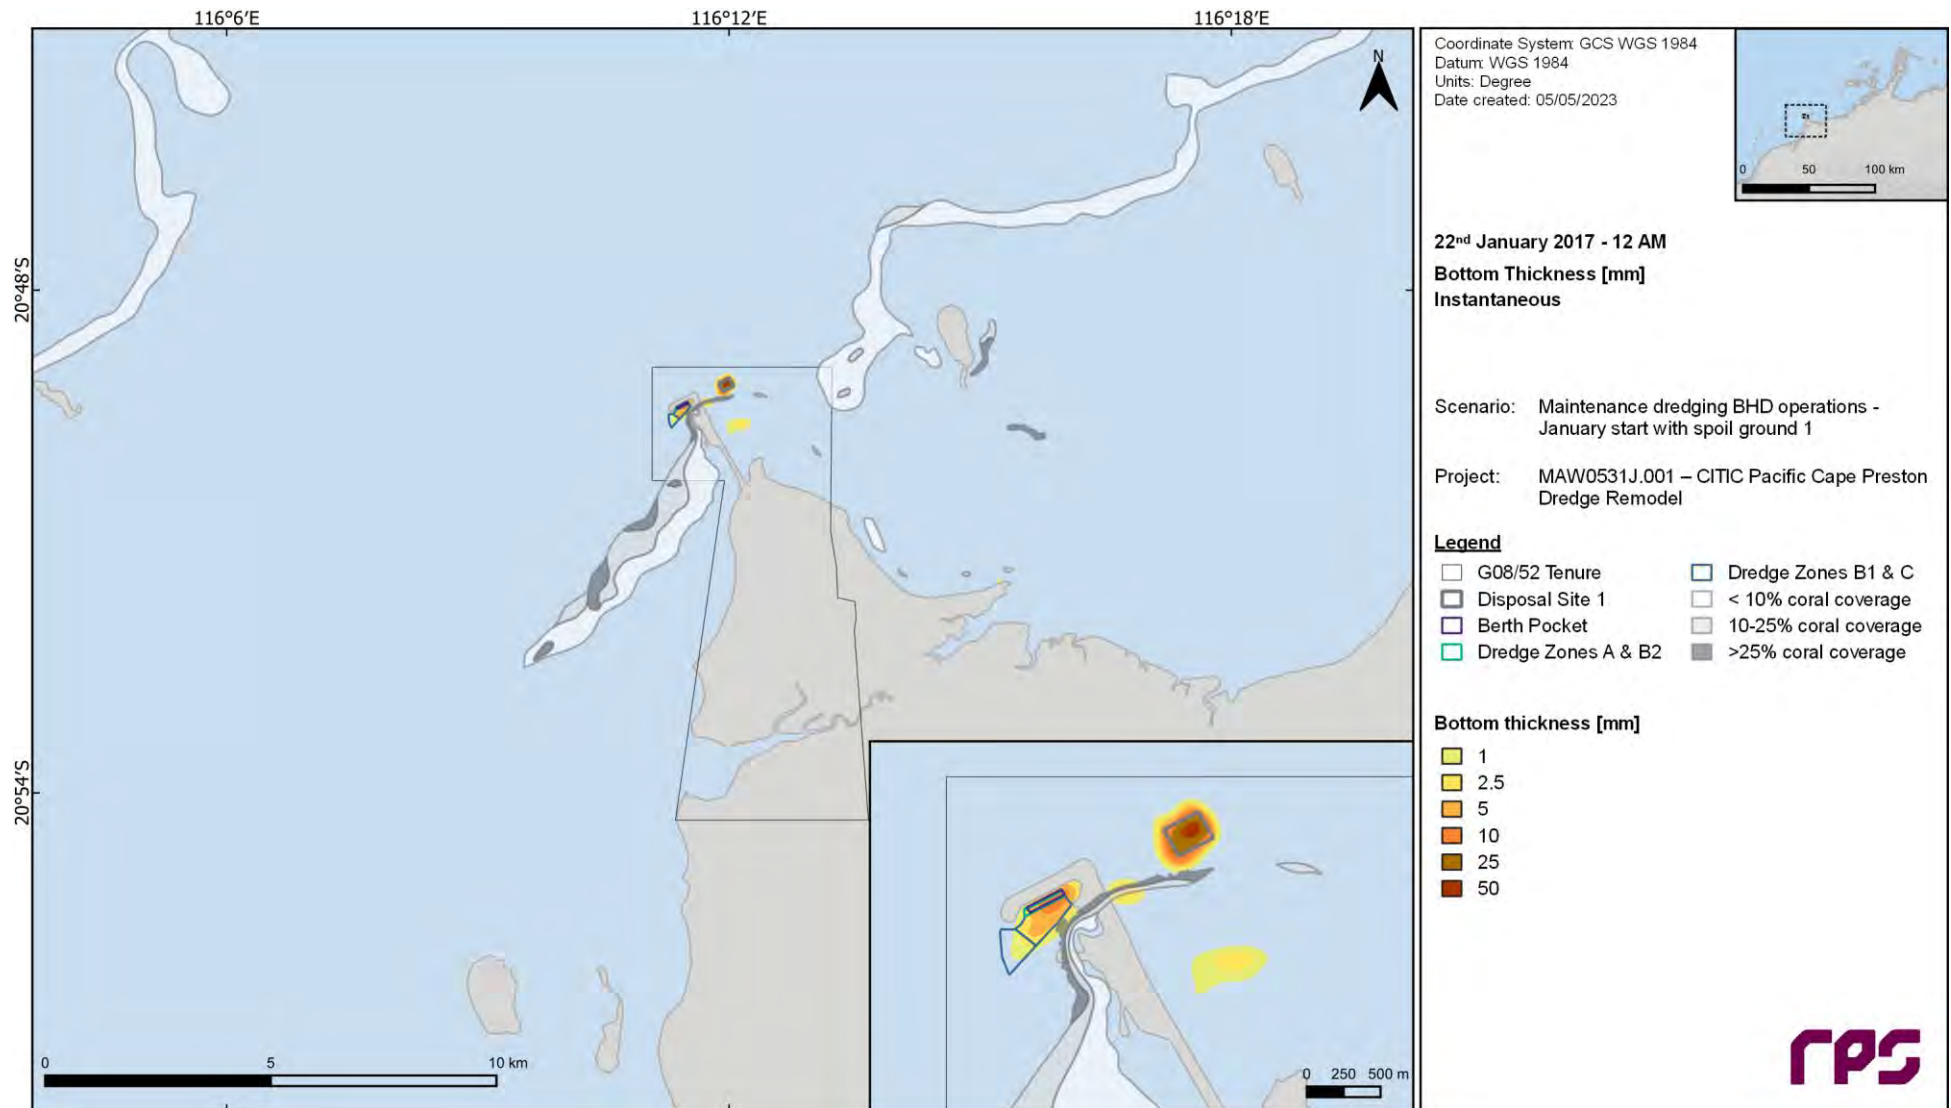 116°6′E
116°12′E
116°18′E
20°48′S
20°54′S
N
0 5 10 km
0 250 500 m
Coordinate System: GCS WGS 1984
Datum: WGS 1984
Units: Degree
Date created: 05/05/2023
0 50 100 km
22nd January 2017 - 12 AM
Bottom Thickness [mm]
Instantaneous
Scenario: Maintenance dredging BHD operations -
January start with spoil ground 1
Project: MAW0531J.001 – CITIC Pacific Cape Preston
Dredge Remodel
Legend
G08/52 Tenure
Disposal Site 1
Berth Pocket
Dredge Zones A & B2
Dredge Zones B1 & C
< 10% coral coverage
10-25% coral coverage
>25% coral coverage
Bottom thickness [mm]
1
2.5
5
10
25
50
rps